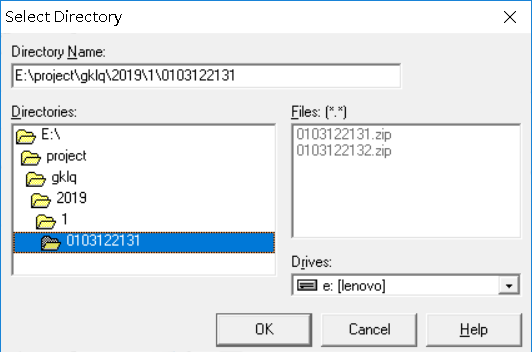 Select Directory
Directory Name:
E:\project\gklq\2019\1\0103122131
Directories:
Files: (*.*)
E:\
project
gklq
2019
1
0103122131
0103122131.zip
0103122132.zip
Drives:
e: [lenovo]
OK
Cancel
Help